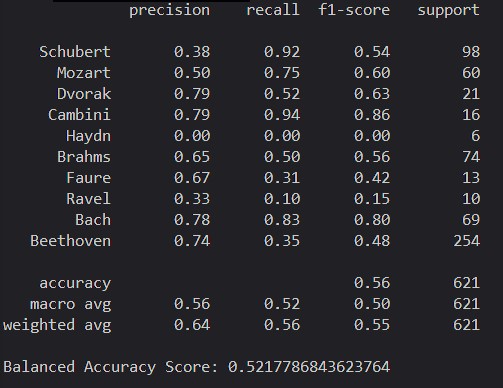 precision recall f1-score support
Schubert 0.38 0.92 0.54 98
Mozart 0.50 0.75 0.60 60
Dvorak 0.79 0.52 0.63 21
Cambini 0.79 0.94 0.86 16
Haydn 0.00 0.00 0.00 6
Brahms 0.65 0.50 0.56 74
Faure 0.67 0.31 0.42 13
Ravel 0.33 0.10 0.15 10
Bach 0.78 0.83 0.80 69
Beethoven 0.74 0.35 0.48 254
accuracy 0.56 621
macro avg 0.56 0.52 0.50 621
weighted avg 0.64 0.56 0.55 621
Balanced Accuracy Score: 0.5217786843623764